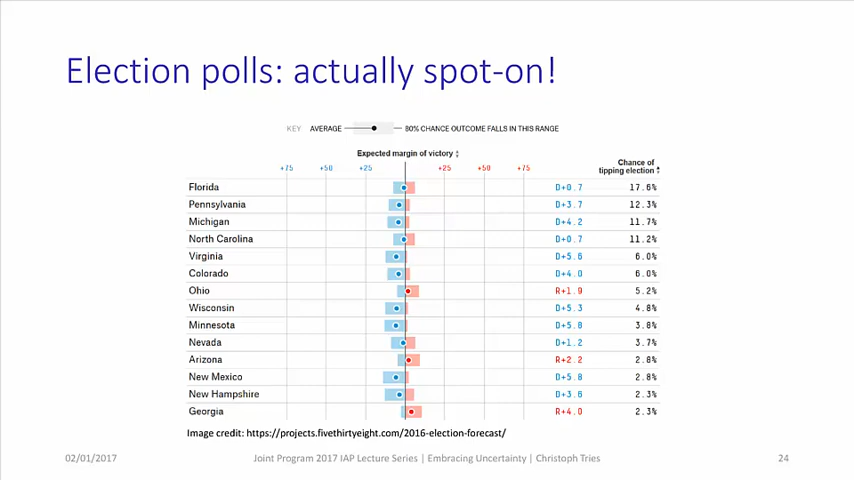 Election polls: actually spot-on!
KEY AVERAGE 80% CHANCE OUTCOME FALLS IN THIS RANGE
Expected margin of victory
Chance of
tipping election
+75 +50 +25 +25 +50 +75
Florida D+0.7 17.6%
Pennsylvania D+3.7 12.3%
Michigan D+4.2 11.7%
North Carolina D+0.7 11.2%
Virginia D+5.6 6.0%
Colorado D+4.0 6.0%
Ohio R+1.9 5.2%
Wisconsin D+5.3 4.8%
Minnesota D+5.8 3.8%
Nevada D+1.2 3.7%
Arizona R+2.2 2.8%
New Mexico D+5.8 2.8%
New Hampshire D+3.6 2.3%
Georgia R+4.0 2.3%
Image credit: https://projects.fivethirtyeight.com/2016-election-forecast/
02/01/2017 Joint Program 2017 IAP Lecture Series | Embracing Uncertainty | Christoph Tries 24